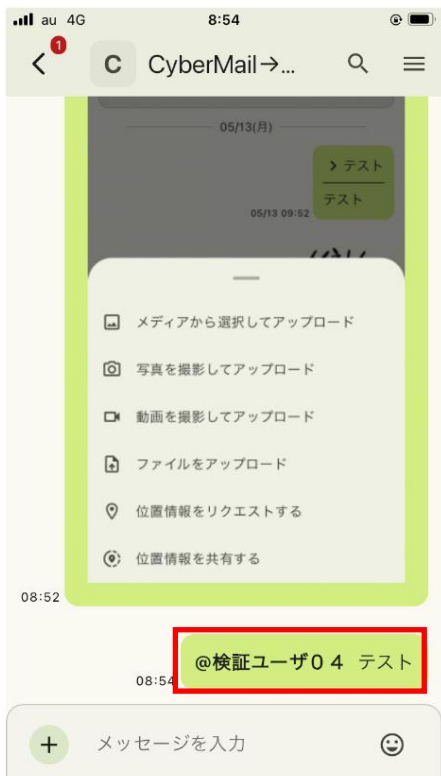 au 4G 8:54
1
C CyberMail→...
05/13(月)
> テスト
テスト
05/13 09:52
メディアから選択してアップロード
写真を撮影してアップロード
動画を撮影してアップロード
ファイルをアップロード
位置情報をリクエストする
位置情報を共有する
08:52
@検証ユーザ04 テスト
08:54
+ メッセージを入力